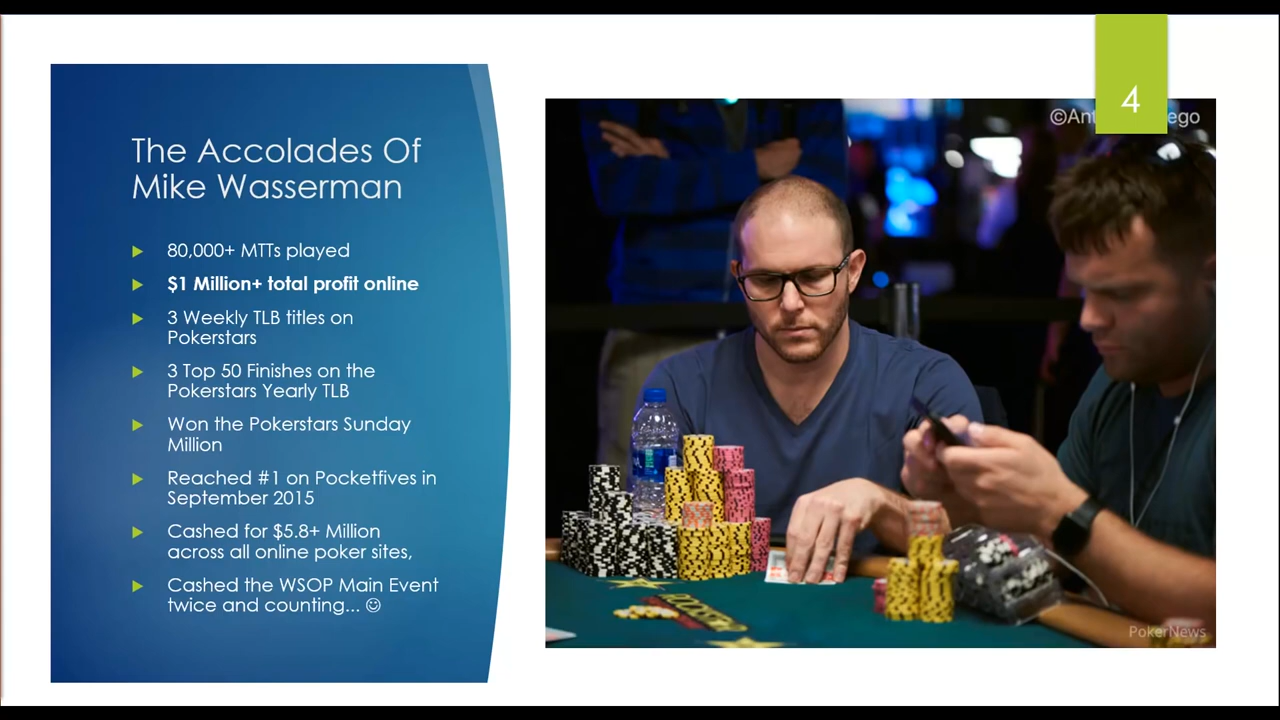 4
The Accolades Of
Mike Wasserman
80,000+ MTTs played
$1 Million+ total profit online
3 Weekly TLB titles on
Pokerstars
3 Top 50 Finishes on the
Pokerstars Yearly TLB
Won the Pokerstars Sunday
Million
Reached #1 on Pocketfives in
September 2015
Cashed for $5.8+ Million
across all online poker sites,
Cashed the WSOP Main Event
twice and counting... ☺
PokerNews